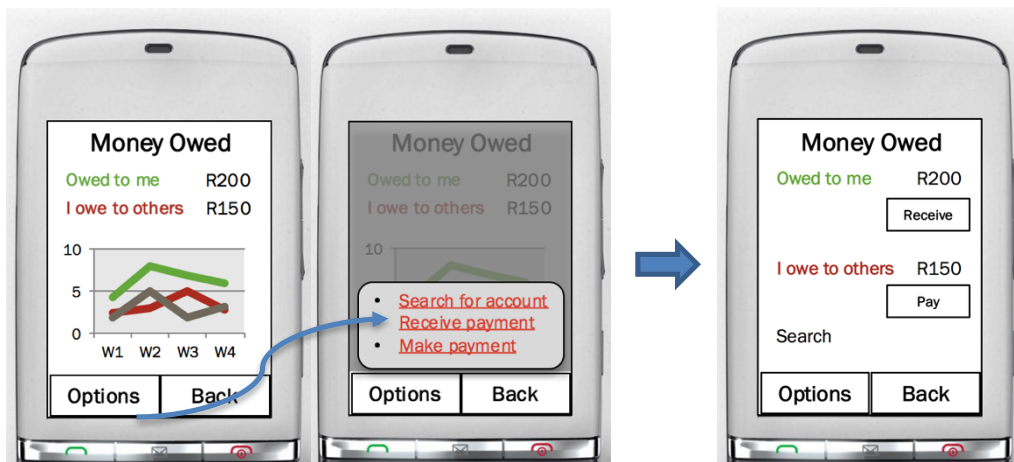 Money Owed
Owed to me R200
I owe to others R150
10
5
0
W1 W2 W3 W4
Options Back
Money Owed
Owed to me R200
I owe to others R150
10
• Search for account
Receive payment
• Make payment
Options Back
Money Owed
Owed to me R200
Receive
I owe to others R150
Pay
Search
Options Back